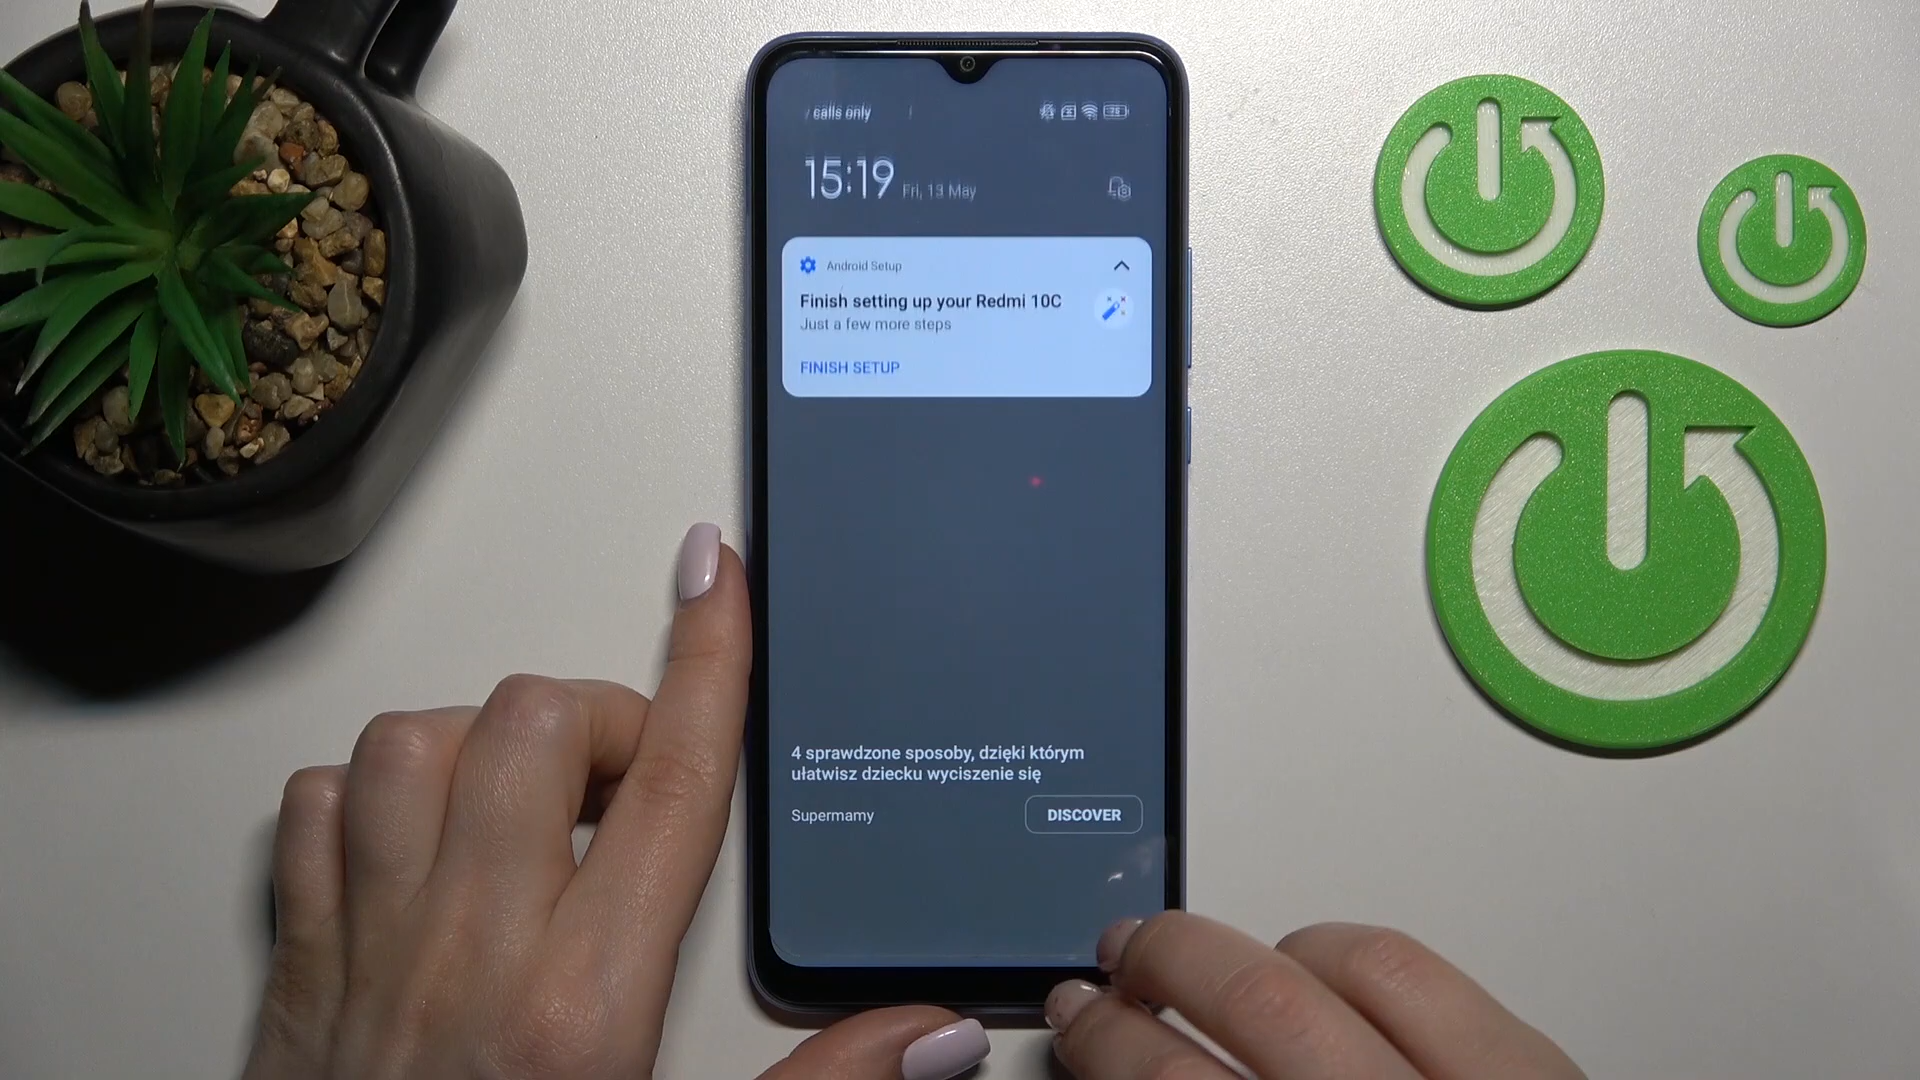 calls only
15:19 Fri, 13 May
Android Setup
Finish setting up your Redmi 10C
Just a few more steps
FINISH SETUP
4 sprawdzone sposoby, dzięki którym
ułatwisz dziecku wyciszenie się
Supermamy
DISCOVER